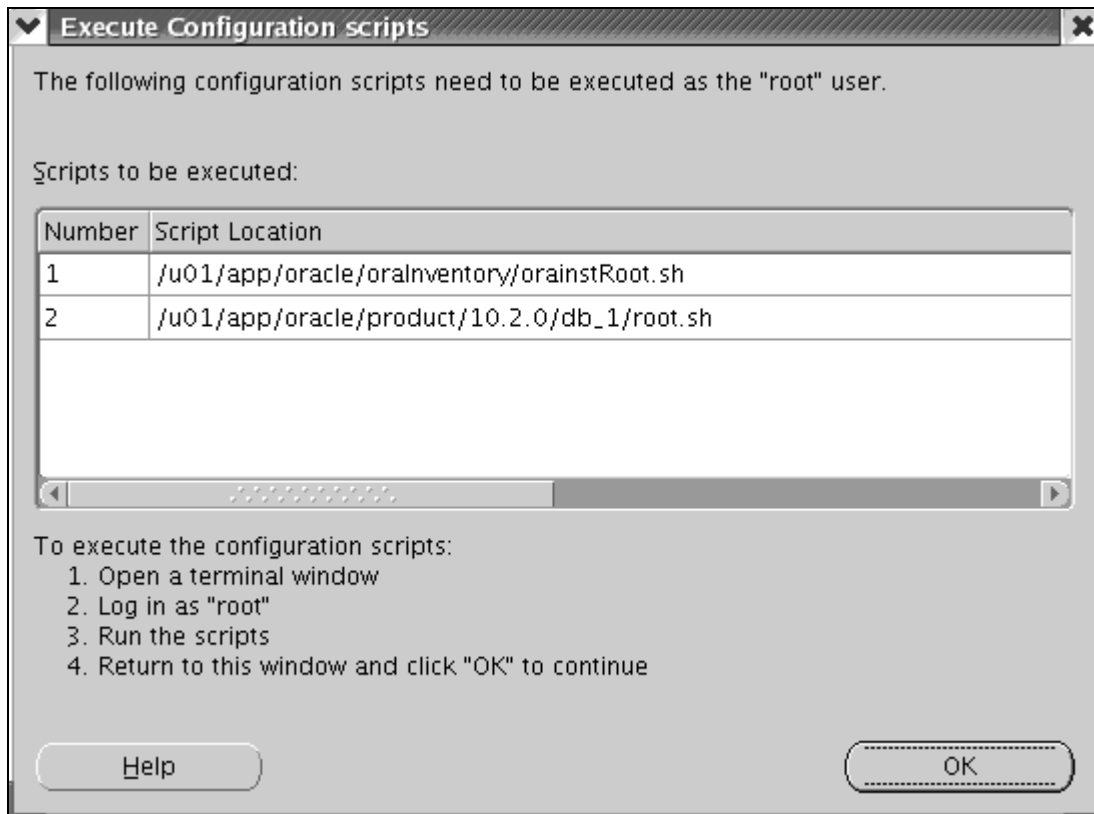 Execute Configuration scripts
The following configuration scripts need to be executed as the "root" user.
Scripts to be executed:
Number Script Location
1 /u01/app/oracle/oraInventory/orainstRoot.sh
2 /u01/app/oracle/product/10.2.0/db_1/root.sh
To execute the configuration scripts:
1. Open a terminal window
2. Log in as "root"
3. Run the scripts
4. Return to this window and click "OK" to continue
Help OK